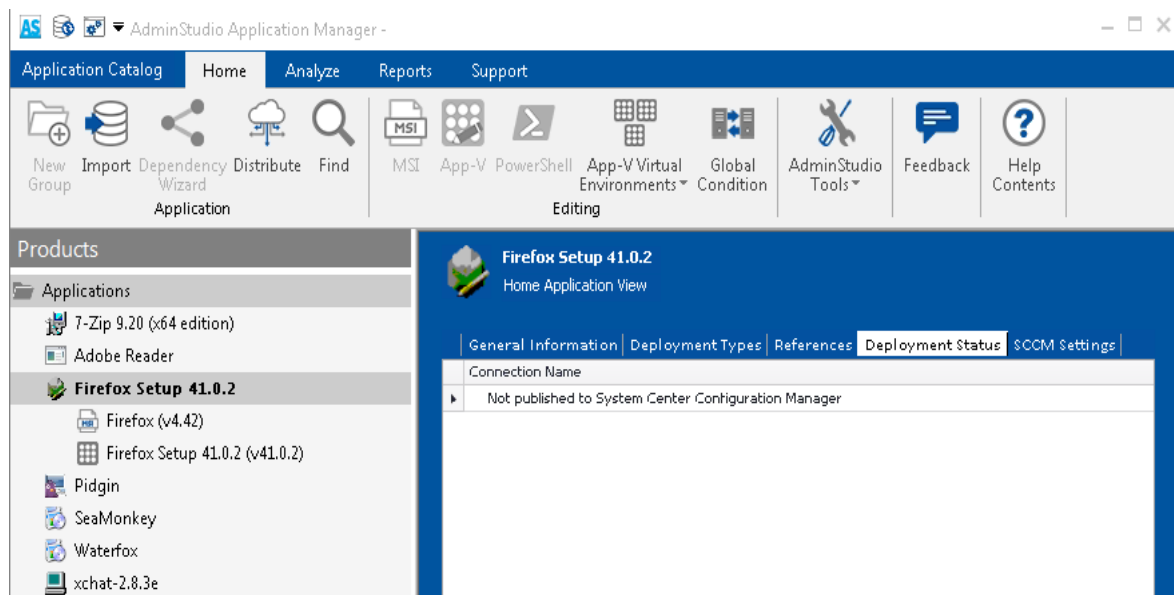 AS AdminStudio Application Manager -
Application Catalog Home Analyze Reports Support
MSI
New Group Import Dependency Wizard Distribute Find MSI App-V PowerShell App-V Virtual Environments Global Condition AdminStudio Tools Feedback Help Contents
Application Editing
Products
Applications
7-Zip 9.20 (x64 edition)
Adobe Reader
Firefox Setup 41.0.2
Firefox (v4.42)
Firefox Setup 41.0.2 (v41.0.2)
Pidgin
SeaMonkey
Waterfox
xchat-2.8.3e
Firefox Setup 41.0.2
Home Application View
General Information Deployment Types References Deployment Status SCCM Settings
Connection Name
Not published to System Center Configuration Manager